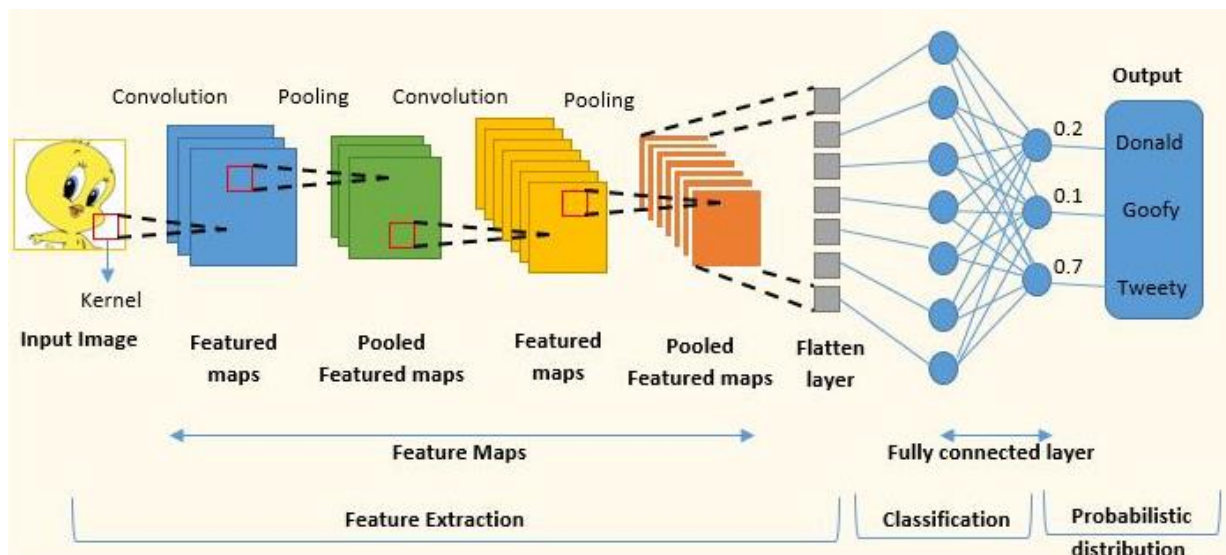 Convolution
Pooling
Convolution
Pooling
Output
0.2
Donald
0.1
Goofy
0.7
Tweety
Kernel
Input Image
Featured
maps
Pooled
Featured maps
Featured
maps
Pooled
Featured maps
Flatten
layer
Feature Maps
Fully connected layer
Feature Extraction
Classification
Probabilistic
distribution